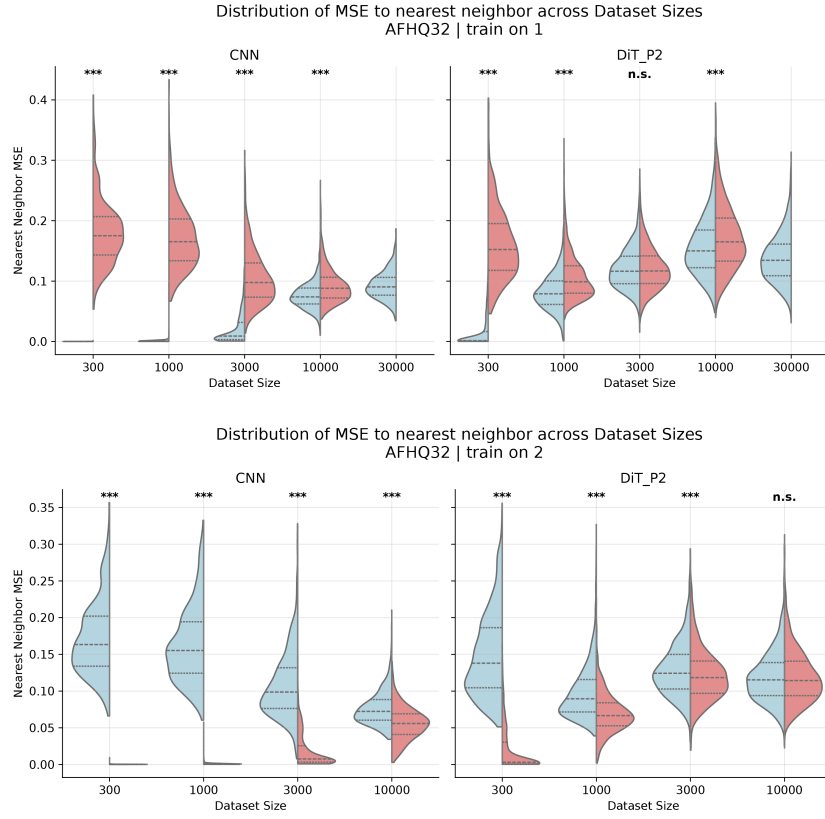 Distribution of MSE to nearest neighbor across Dataset Sizes
AFHQ32 | train on 1
CNN
DiT_P2
*** *** *** ***
*** *** n.s. ***
Nearest Neighbor MSE
0.4
0.3
0.2
0.1
0.0
300 1000 3000 10000 30000
300 1000 3000 10000 30000
Dataset Size
Dataset Size
Distribution of MSE to nearest neighbor across Dataset Sizes
AFHQ32 | train on 2
CNN
DiT_P2
*** *** *** ***
*** *** *** n.s.
Nearest Neighbor MSE
0.35
0.30
0.25
0.20
0.15
0.10
0.05
0.00
300 1000 3000 10000
300 1000 3000 10000
Dataset Size
Dataset Size